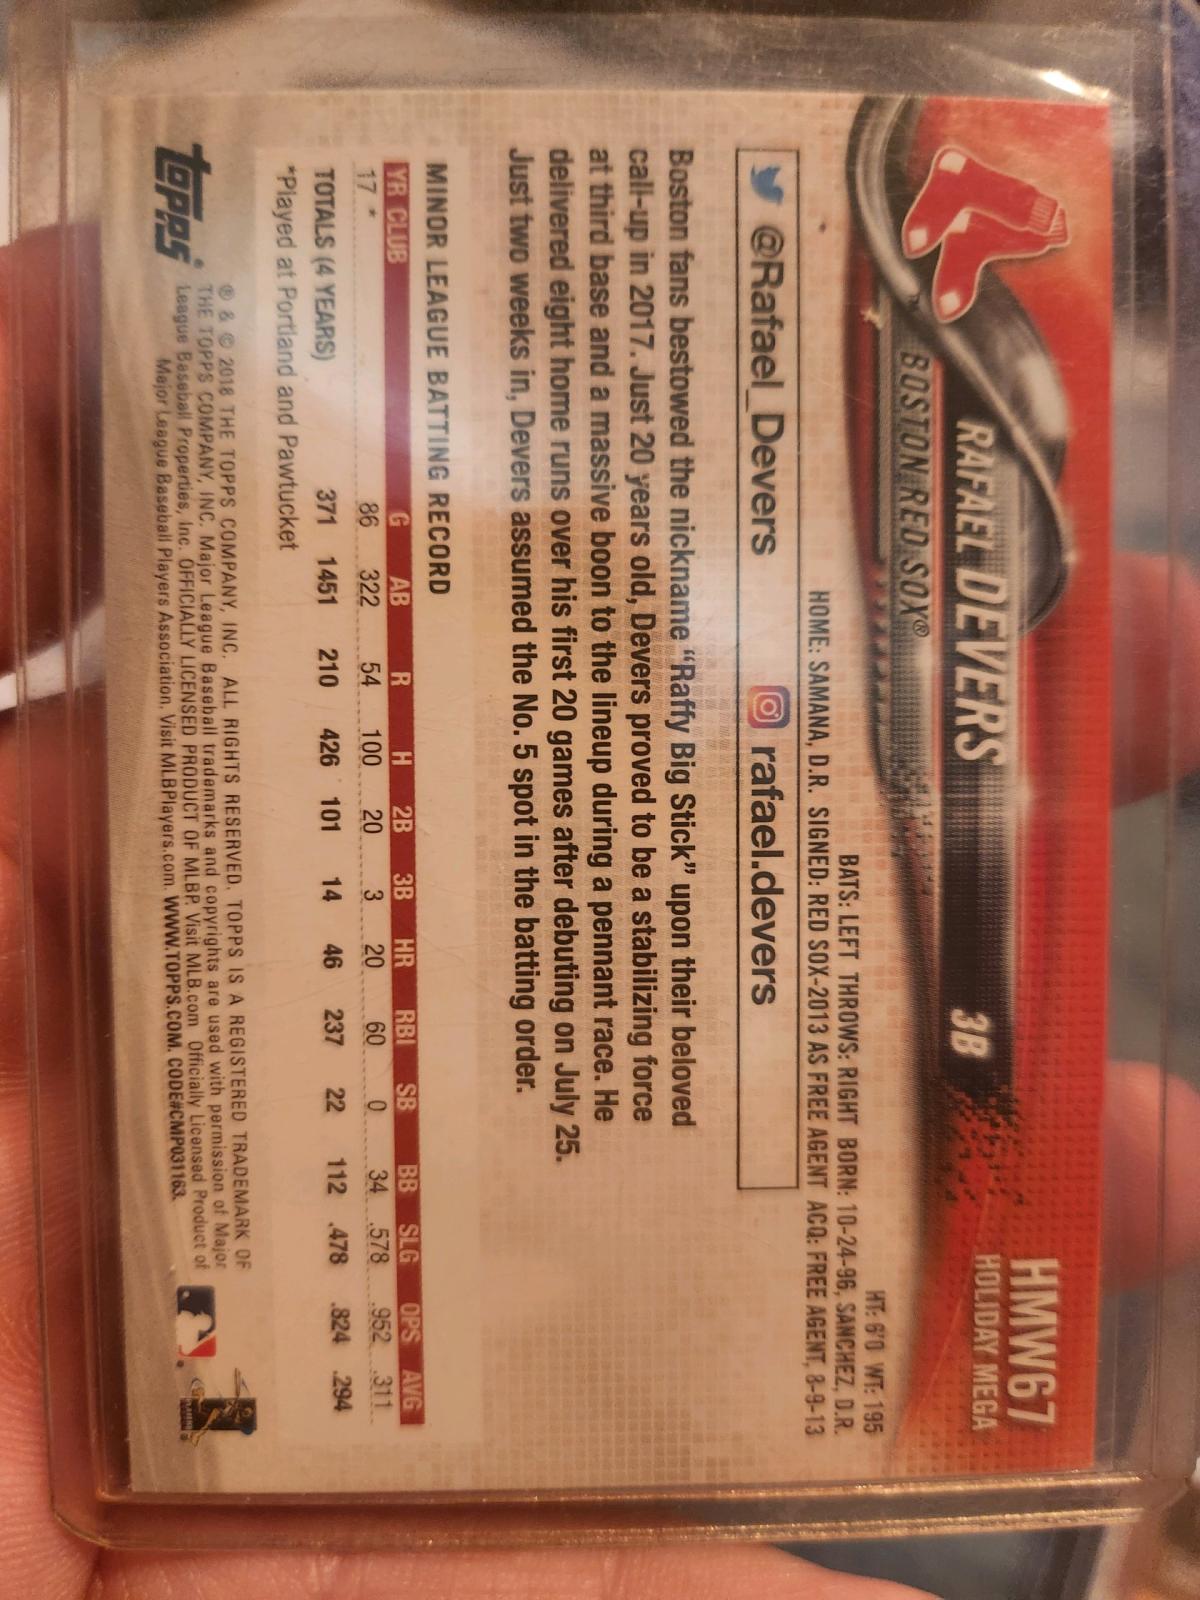 HMW67
HOLIDAY MEGA
RAFAEL DEVERS 3B
BOSTON RED SOX®
HT: 6'0 WT: 195
BATS: LEFT THROWS: RIGHT BORN: 10-24-96, SANCHEZ, D.R.
HOME: SAMANA, D.R. SIGNED: RED SOX-2013 AS FREE AGENT ACQ: FREE AGENT, 8-9-13
@Rafael_Devers rafael.devers
Boston fans bestowed the nickname “Raffy Big Stick” upon their beloved
call-up in 2017. Just 20 years old, Devers proved to be a stabilizing force
at third base and a massive boon to the lineup during a pennant race. He
delivered eight home runs over his first 20 games after debuting on July 25.
Just two weeks in, Devers assumed the No. 5 spot in the batting order.
MINOR LEAGUE BATTING RECORD
YR CLUB G AB R H 2B 3B HR RBI SB BB SLG OPS AVG
17 * 86 322 54 100 20 3 20 60 0 34 .578 .952 .311
TOTALS (4 YEARS) 371 1451 210 426 101 14 46 237 22 112 .478 .824 .294
*Played at Portland and Pawtucket
topps®
® & © 2018 THE TOPPS COMPANY, INC. ALL RIGHTS RESERVED. TOPPS IS A REGISTERED TRADEMARK OF
THE TOPPS COMPANY, INC. Major League Baseball trademarks and copyrights are used with permission of Major
League Baseball Properties, Inc. OFFICIALLY LICENSED PRODUCT OF MLBP. Visit MLB.com Officially Licensed Product of
Major League Baseball Players Association. Visit MLBPlayers.com. WWW.TOPPS.COM. CODE#CMP031163.